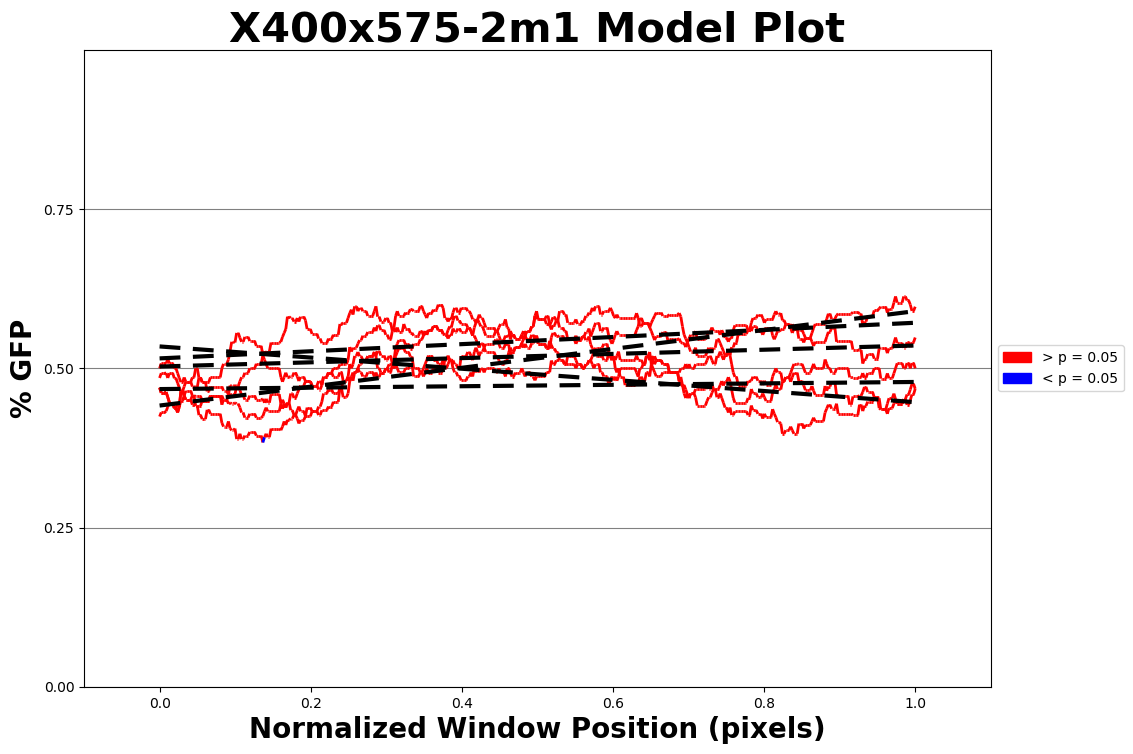 X400x575-2m1 Model Plot
% GFP
0.75
0.50
0.25
0.00
0.0 0.2 0.4 0.6 0.8 1.0
Normalized Window Position (pixels)
> p = 0.05
< p = 0.05